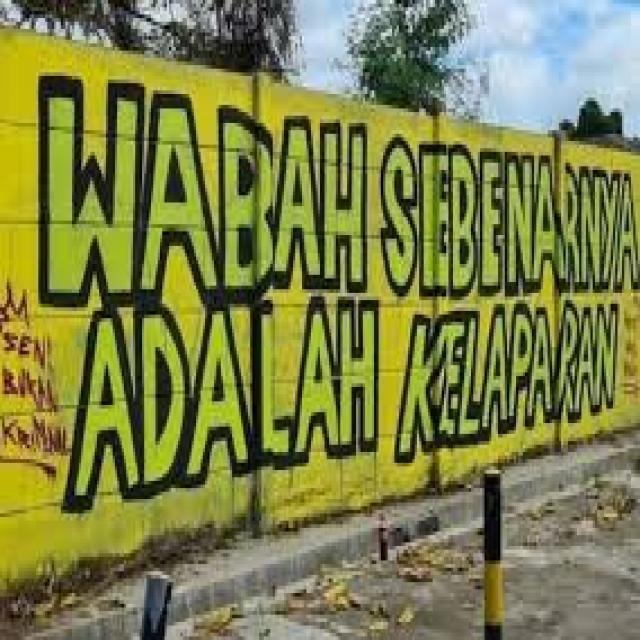 WABAH SEBENARNYA
ADALAH KELAPARAN
SENI
BUKAN
KRIMINAL